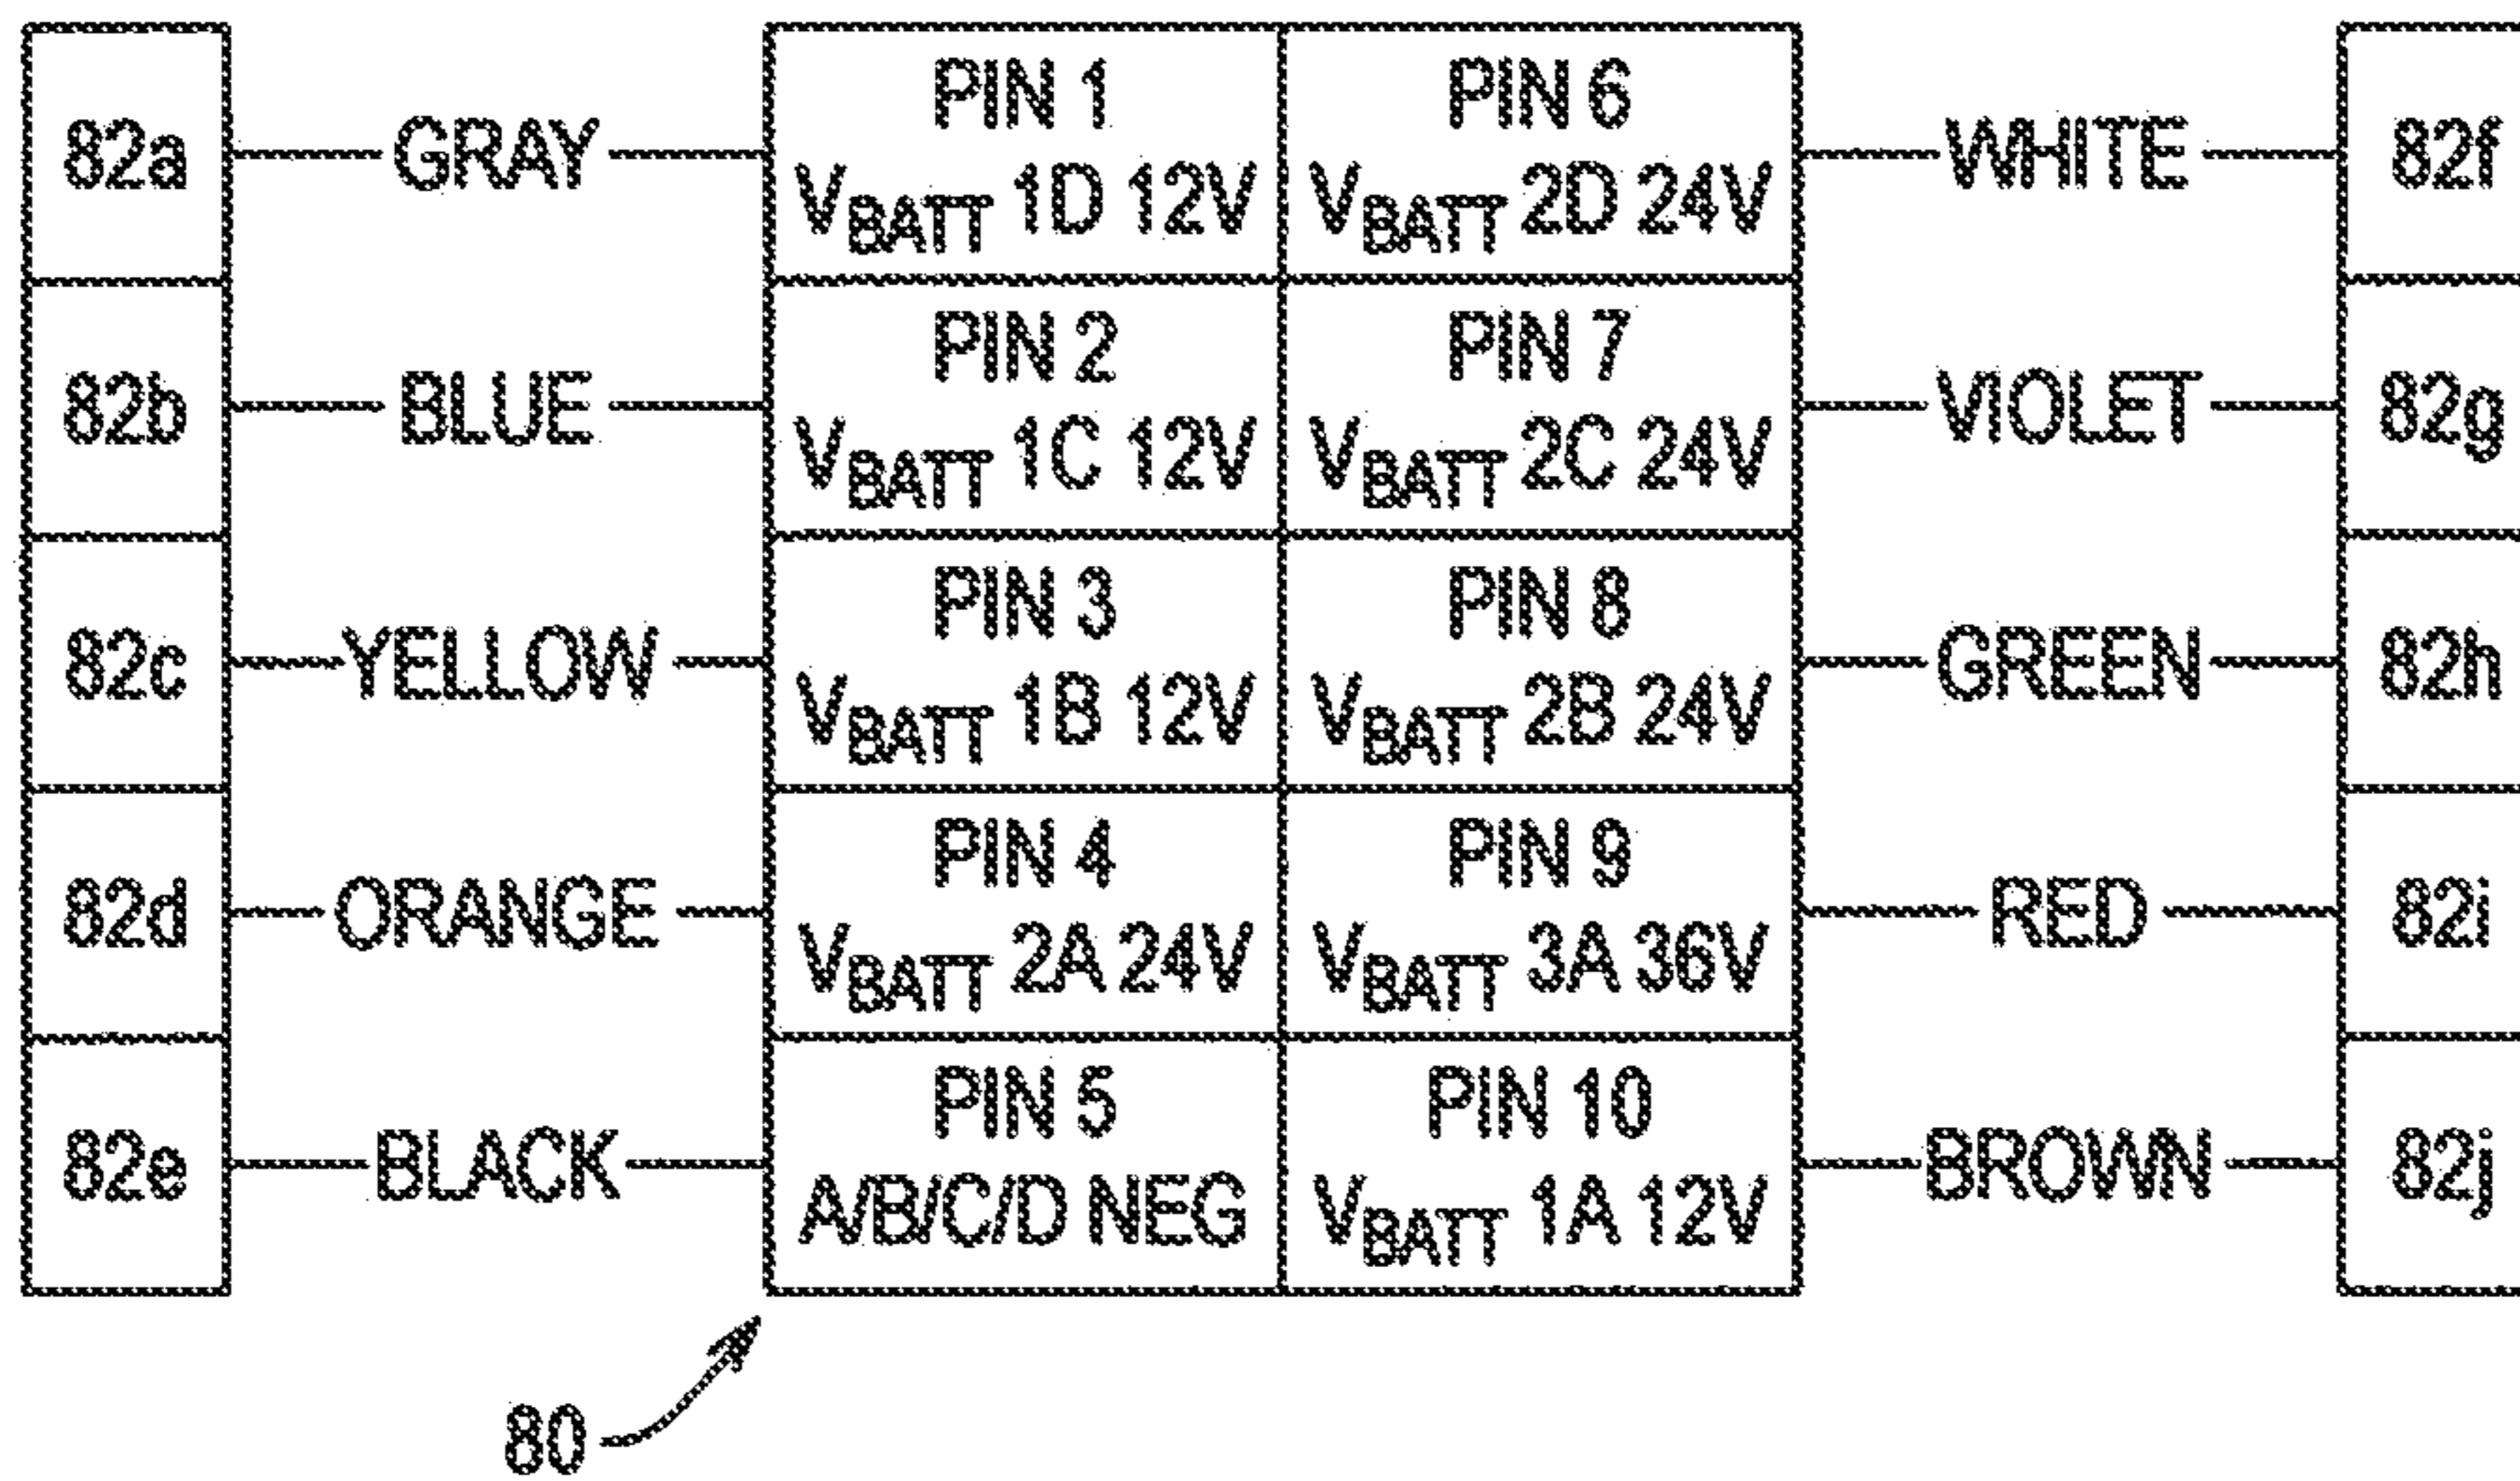 82a
GRAY
PIN 1
VBATT 1D 12V
PIN 6
VBATT 2D 24V
WHITE
82f
82b
BLUE
PIN 2
VBATT 1C 12V
PIN 7
VBATT 2C 24V
VIOLET
82g
82c
YELLOW
PIN 3
VBATT 1B 12V
PIN 8
VBATT 2B 24V
GREEN
82h
82d
ORANGE
PIN 4
VBATT 2A 24V
PIN 9
VBATT 3A 36V
RED
82i
82e
BLACK
PIN 5
A/B/C/D NEG
PIN 10
VBATT 1A 12V
BROWN
82j
80